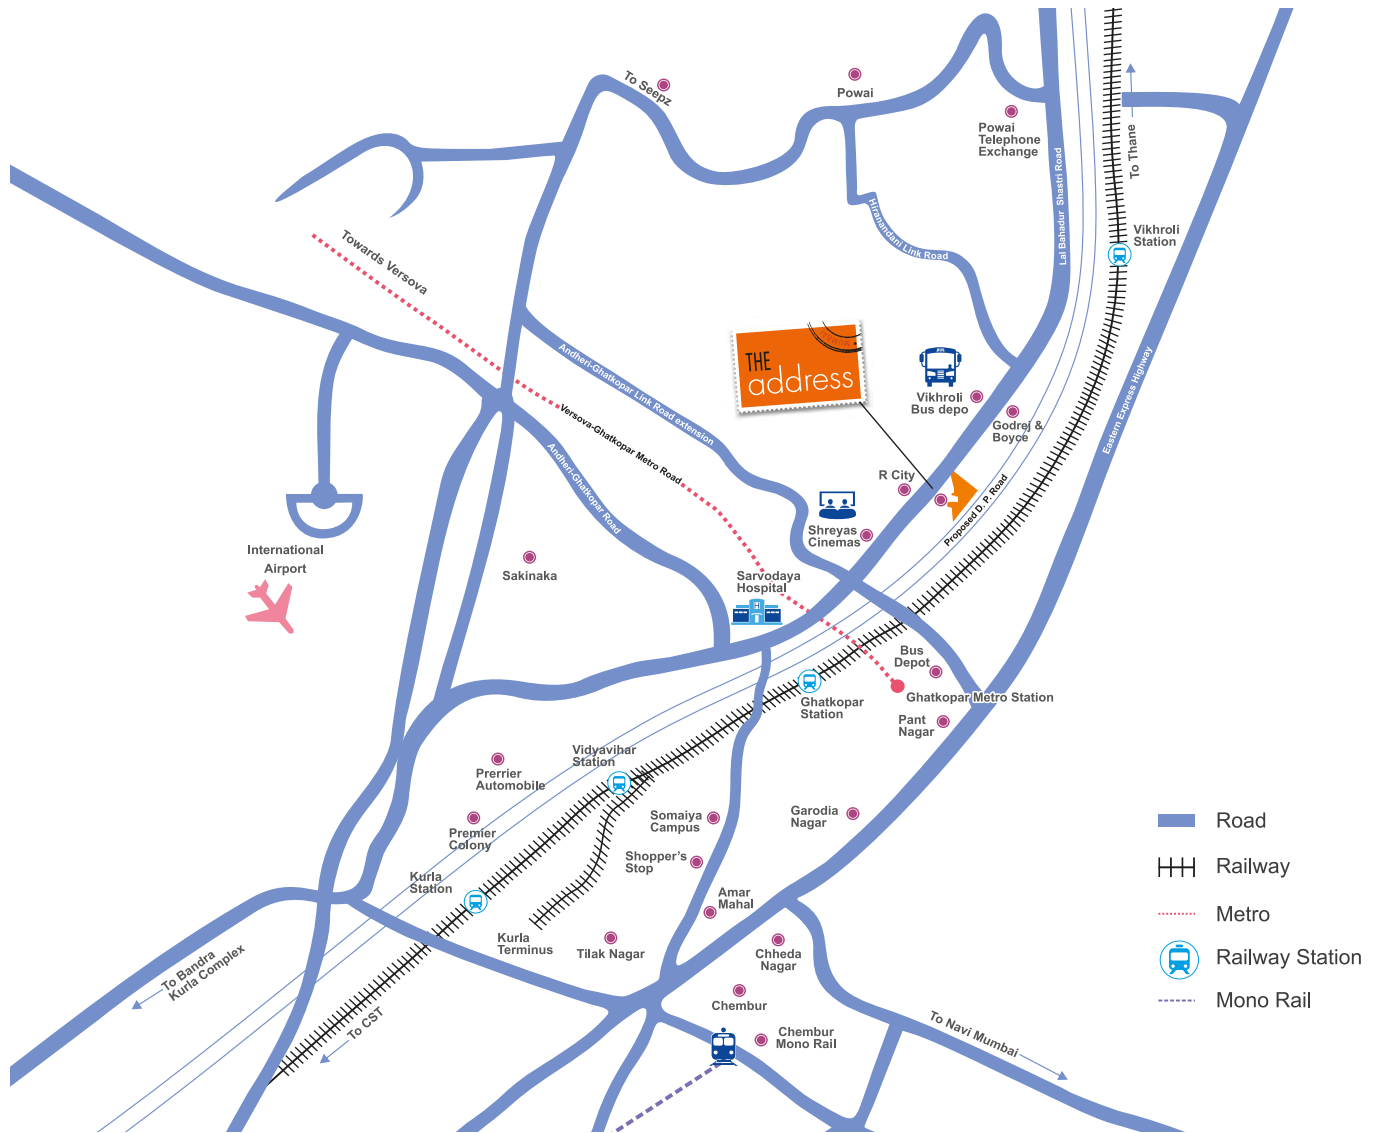 To Seepz
Powai
Powai
Telephone
Exchange
To Thane
Lal Bahadur Shastri Road
Hiranandani Link Road
Vikhroli
Station
Towards Versova
Andheri-Ghatkopar Link Road extension
Versova-Ghatkopar Metro Road
Andheri-Ghatkopar Road
THE
address
Vikhroli
Bus depo
Godrej &
Boyce
Eastern Express Highway
R City
Proposed D. P. Road
Shreyas
Cinemas
International
Airport
Sakinaka
Sarvodaya
Hospital
H
Bus
Depot
Ghatkopar Metro Station
Ghatkopar
Station
Pant
Nagar
Vidyavihar
Station
Prerrier
Automobile
Premier
Colony
Somaiya
Campus
Garodia
Nagar
Shopper's
Stop
Kurla
Station
Amar
Mahal
Kurla
Terminus
Tilak Nagar
Chheda
Nagar
To Bandra
Kurla Complex
To CST
Chembur
Chembur
Mono Rail
To Navi Mumbai
Road
Railway
Metro
Railway Station
Mono Rail